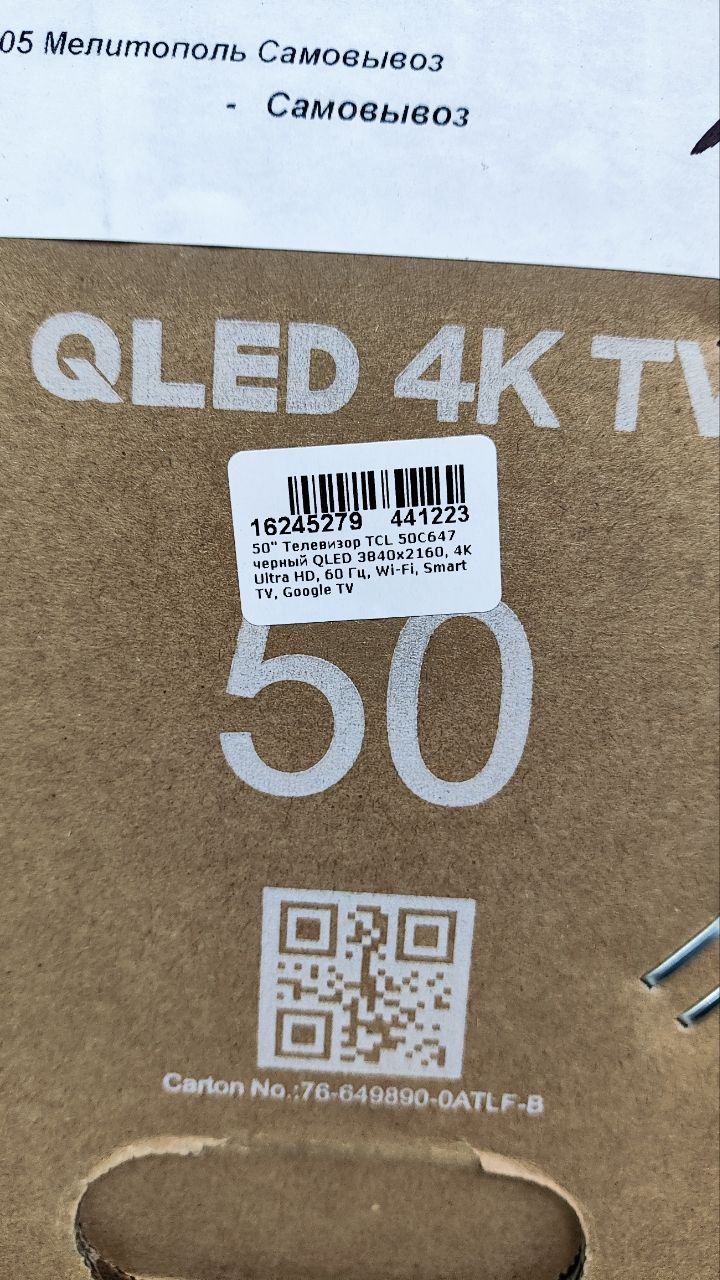 05 Мелитополь Самовывоз
- Самовывоз
QLED 4K TV
16245279 441223
50" Телевизор TCL 50C647
черный QLED 3840x2160, 4K
Ultra HD, 60 Гц, Wi-Fi, Smart
TV, Google TV
50
Carton No.:76-649890-0ATLF-B